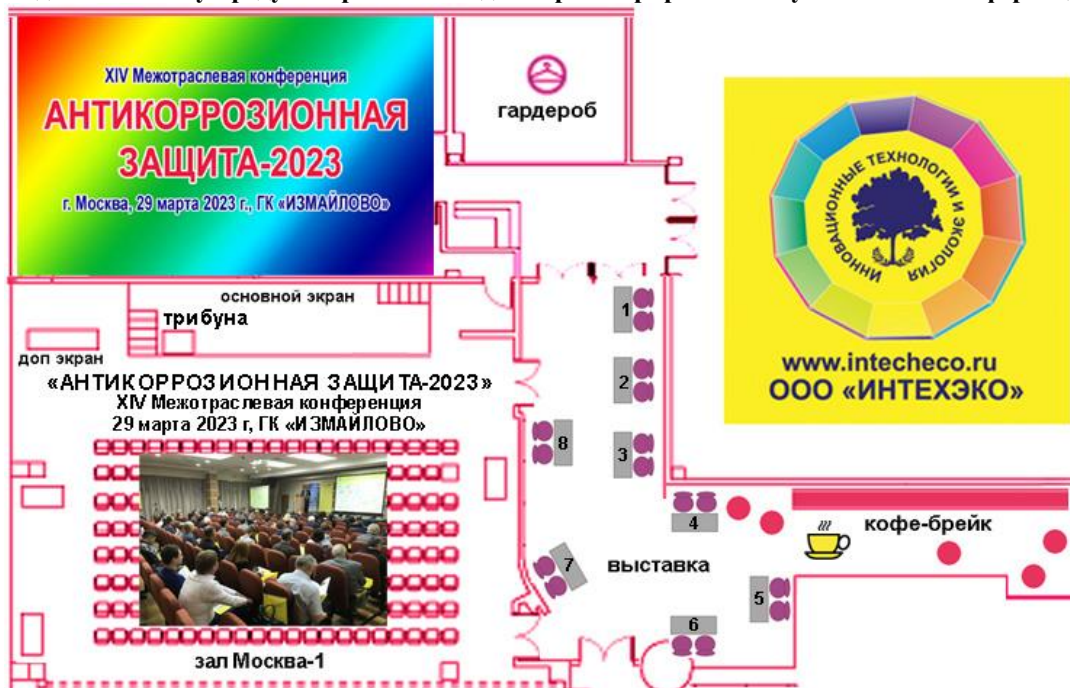 XIV Межотраслевая конференция
АНТИКОРРОЗИОННАЯ
ЗАЩИТА-2023
г. Москва, 29 марта 2023 г., ГК «ИЗМАЙЛОВО»
гардероб
ИННОВАЦИОННЫЕ ТЕХНОЛОГИИ И ЭКОЛОГИЯ
www.intecheco.ru
ООО «ИНТЕХЭКО»
основной экран
трибуна
доп экран
«АНТИКОРРОЗИОННАЯ ЗАЩИТА-2023»
XIV Межотраслевая конференция
29 марта 2023 г, ГК «ИЗМАЙЛОВО»
зал Москва-1
1
2
3
8
4
кофе-брейк
7
выставка
5
6